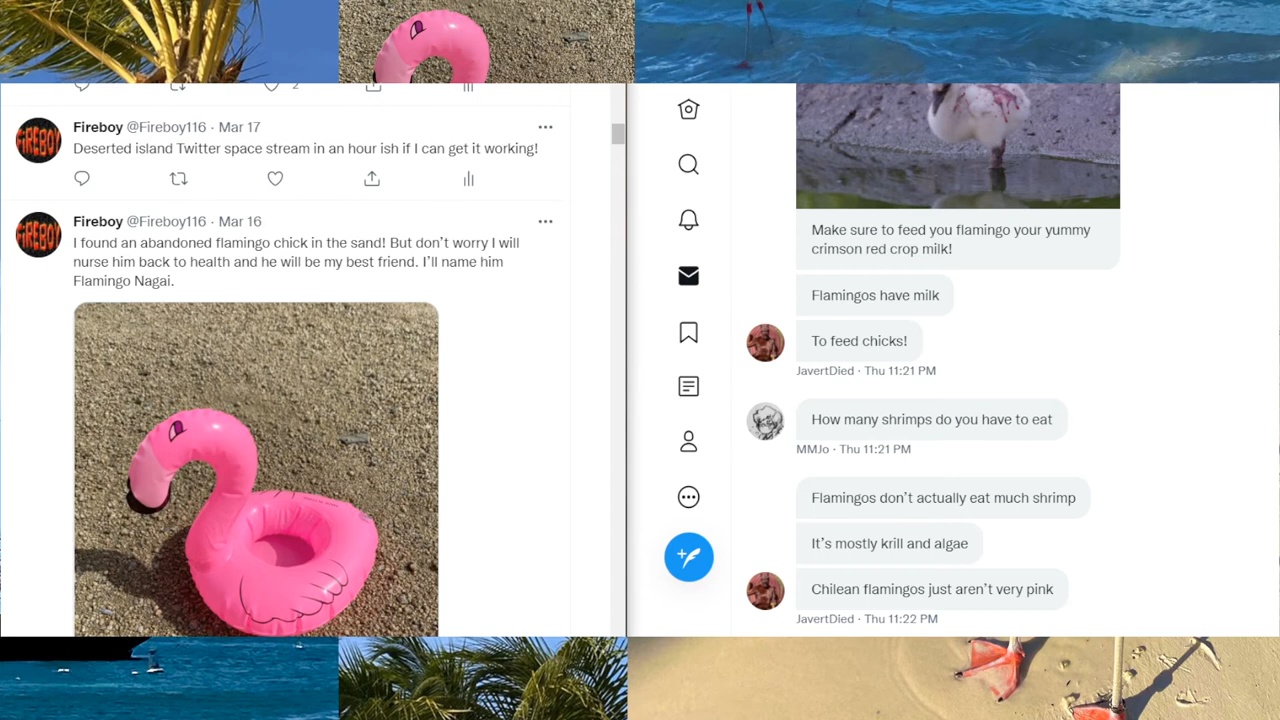 2
Fireboy @Fireboy116 · Mar 17
Deserted island Twitter space stream in an hour ish if I can get it working!
Fireboy @Fireboy116 · Mar 16
I found an abandoned flamingo chick in the sand! But don't worry I will
nurse him back to health and he will be my best friend. I'll name him
Flamingo Nagai.
FIREBOY
FIREBOY
Make sure to feed you flamingo your yummy
crimson red crop milk!
Flamingos have milk
To feed chicks!
JavertDied · Thu 11:21 PM
How many shrimps do you have to eat
MMJo · Thu 11:21 PM
Flamingos don't actually eat much shrimp
It's mostly krill and algae
Chilean flamingos just aren't very pink
JavertDied · Thu 11:22 PM